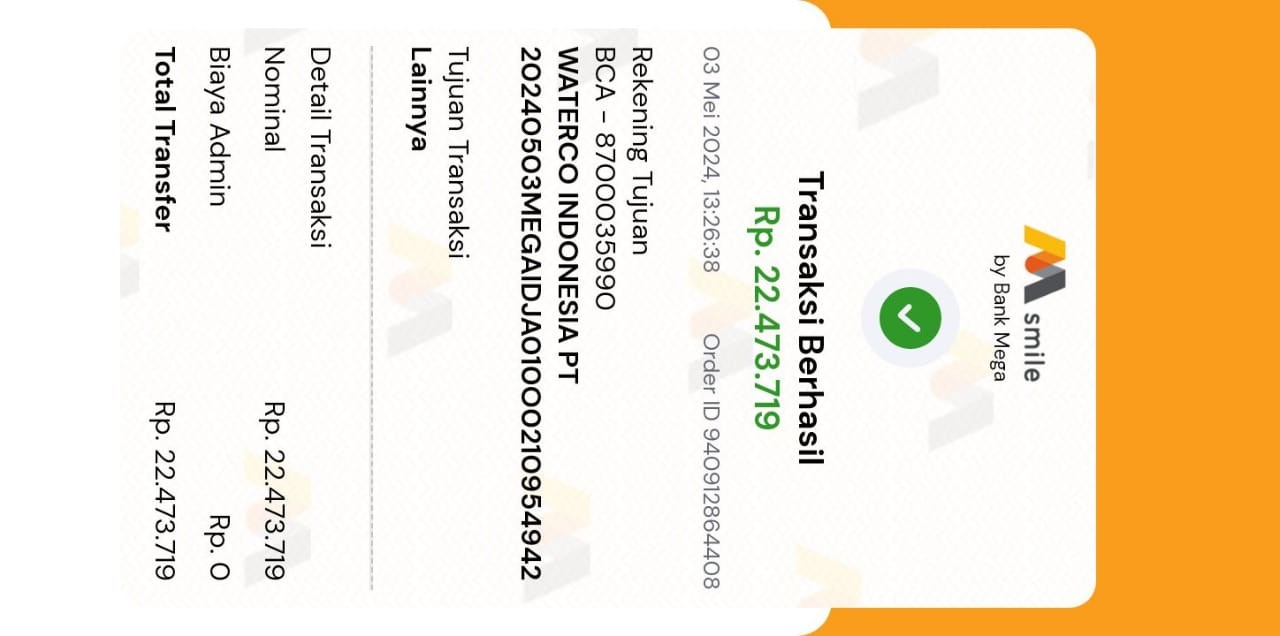 smile
by Bank Mega
Transaksi Berhasil
Rp. 22.473.719
03 Mei 2024, 13:26:38 Order ID 940912864408
Rekening Tujuan
BCA - 8700035990
WATERCO INDONESIA PT
20240503MEGAIDJA010002109549​42
Tujuan Transaksi
Lainnya
Detail Transaksi
Nominal Rp. 22.473.719
Biaya Admin Rp. 0
Total Transfer Rp. 22.473.719